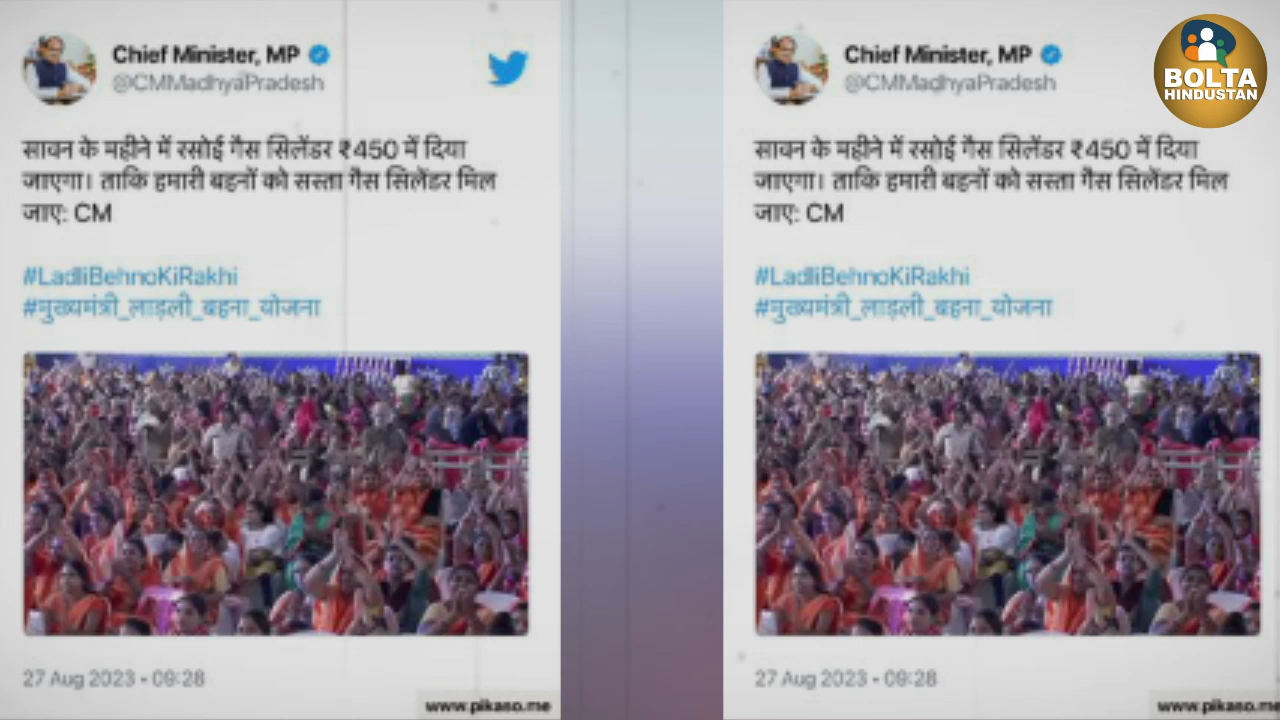 Chief Minister, MP
@CMMadhyaPradesh
सावन के महीने में रसोई गैस सिलेंडर ₹450 में दिया
जाएगा। ताकि हमारी बहनों को सस्ता गैस सिलेंडर मिल
जाए: CM
#LadliBehnoKiRakhi
#मुख्यमंत्री_लाड़ली_बहना_योजना
27 Aug 2023 • 09:28
www.pikaso.me
Chief Minister, MP
@CMMadhyaPradesh
सावन के महीने में रसोई गैस सिलेंडर ₹450 में दिया
जाएगा। ताकि हमारी बहनों को सस्ता गैस सिलेंडर मिल
जाए: CM
#LadliBehnoKiRakhi
#मुख्यमंत्री_लाड़ली_बहना_योजना
27 Aug 2023 • 09:28
www.pikaso.me
BOLTA
HINDUSTAN